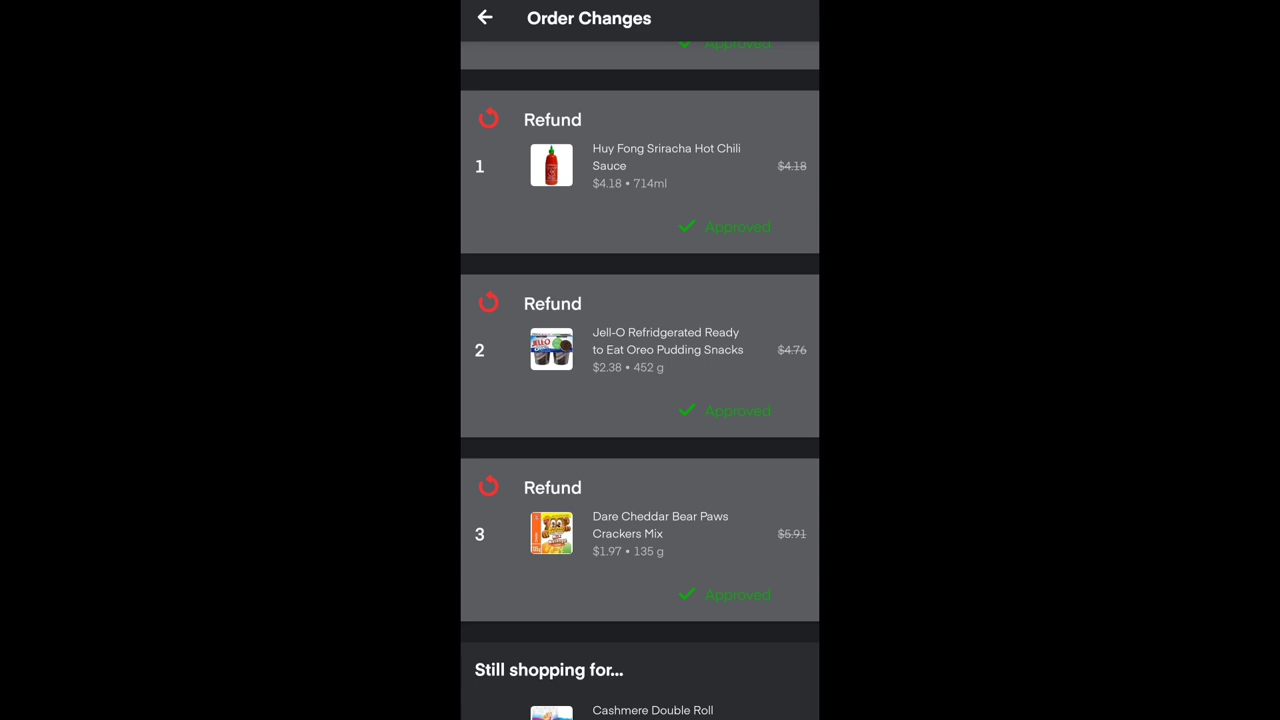 Order Changes
Approved
Refund
1
Huy Fong Sriracha Hot Chili
Sauce
$4.18
$4.18 • 714ml
Approved
Refund
2
JELL-O
Jell-O Refridgerated Ready
to Eat Oreo Pudding Snacks
$4.76
$2.38 • 452 g
Approved
Refund
3
Dare Cheddar Bear Paws
Crackers Mix
$5.91
$1.97 • 135 g
Approved
Still shopping for...
Cashmere Double Roll